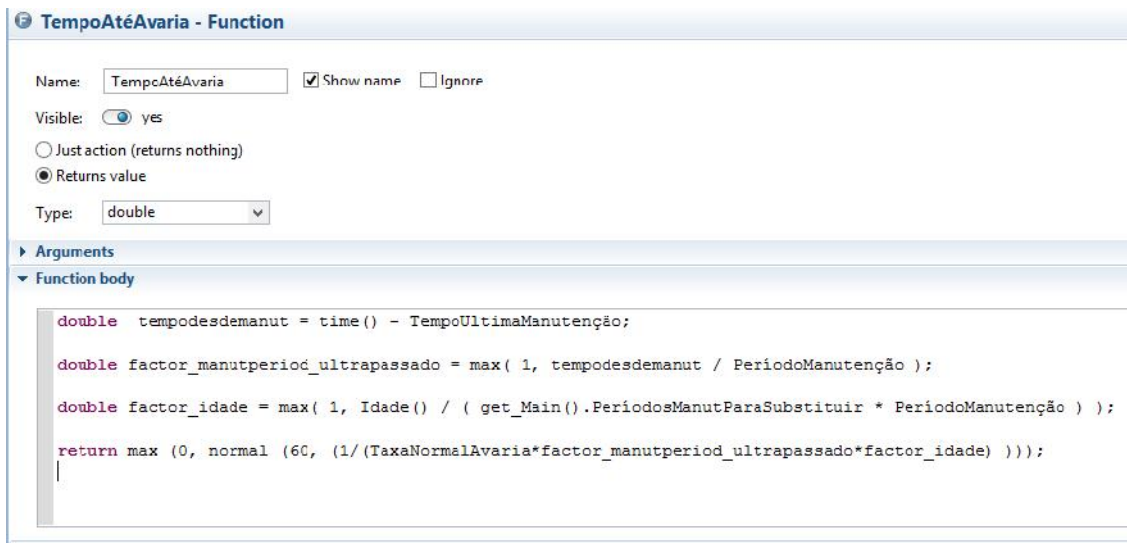 TempoAtéAvaria - Function
Name: TempoAtéAvaria Show name Ignore
Visible: yes
Just action (returns nothing)
Returns value
Type: double
Arguments
Function body
double tempodesdemanut = time() - TempoUltimaManutenção;
double factor_manutperiod_ultrapassado = max( 1, tempodesdemanut / PeríodoManutenção );
double factor_idade = max( 1, Idade() / ( get_Main().PeríodosManutParaSubstituir * PeríodoManutenção ) );
return max (0, normal (60, (1/(TaxaNormalAvaria*factor_manutperiod_ultrapassado*factor_idade) )));